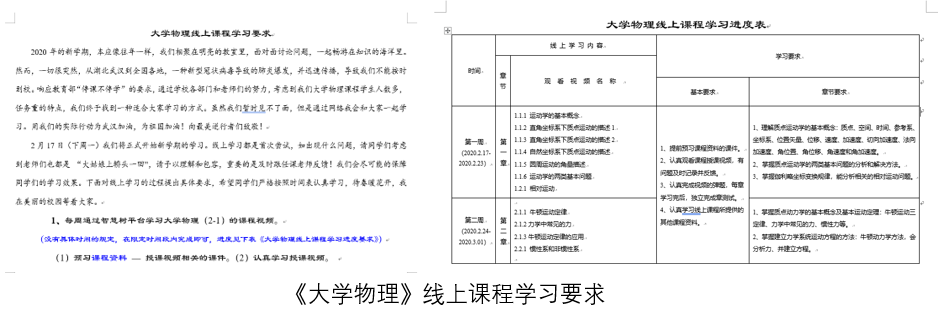 大学物理线上课程学习要求
2020 年的新学期，本应像往年一样，我们相聚在明亮的教室里，面对面讨论问题，一起畅游在知识的海洋里。
然而，一切很突然，从湖北武汉到全国各地，一种新型冠状病毒导致的肺炎爆发，并迅速传播，导致我们不能按时
到校。响应教育部“停课不停学”的要求，通过学校各部门和老师们的努力，考虑到我们大学物理课程学生人数多，
任务重的特点，我们终于找到一种适合大家学习的方式。虽然我们暂时见不了面，但是通过网络我会和大家一起学
习。用我们的实际行动为武汉加油，为祖国加油！向最美逆行者们致敬！
2 月 17 日（下周一）我们将正式开始新学期的学习。线上学习都是首次尝试，如出现什么问题，请同学们考虑
到老师们也都是 “大姑娘上轿头一回”，请予以理解和包容，重要的是及时跟任课老师反馈！我们会尽可能的保障
同学们的学习效果。下面对线上学习的过程提出具体要求，希望同学们严格按照时间表认真学习，待春暖花开，我
在美丽的校园等着大家。
1、每周通过智慧树平台学习大学物理（2-1）的课程视频。
（没有具体时间的规定，在限定时间段内完成即可，进度见下表《大学物理线上课程学习进度要求》）
（1）预习课程资料 — 授课视频相关的课件。（2）认真学习授课视频。
大学物理线上课程学习进度表
时间
线 上 学 习 内 容
学习要求
章节
观 看 视 频 名 称
基本要求
章节要求
第一周
(2020.2.17-
2020.2.23)
第一章
1.1.1 运动学的基本概念
1.1.2 直角坐标系下质点运动的描述 1
1.1.3 直角坐标系下质点运动的描述 2
1.1.4 自然坐标系下质点运动的描述
1.1.5 圆周运动的角量描述
1.1.6 运动学的两类基本问题
1.2.1 相对运动
1、提前预习课程资料的课件。
2、认真观看课程授课视频，有
问题及时记录并反馈。
3、认真完成视频的弹题，每章
学习完后，独立完成章测试。
4、认真学习线上课程所提供的
其他课程资料。
1、理解质点运动学的基本概念：质点、空间、时间、参考系、
坐标系、位置矢量、位移、速度、加速度、切向加速度、法向
加速度、角坐标、角位移、角速度和角加速度。
2、掌握质点运动学的两类基本问题的分析和解决方法。
3、掌握伽利略坐标变换规律，能分析相关的相对运动问题。
第二周
(2020.2.24-
2020.3.01)
第二章
2.1.1 牛顿运动定律
2.1.2 力学中常见的力
2.1.3 牛顿运动定律的应用
2.2.1 惯性系和非惯性系
1、掌握质点动力学的基本概念及基本运动定理：牛顿运动三
定律、力学中常见的力、惯性力等。
2、掌握建立力学系统运动方程的方法：牛顿动力学方法，会
分析力、并建立方程。
《大学物理》线上课程学习要求